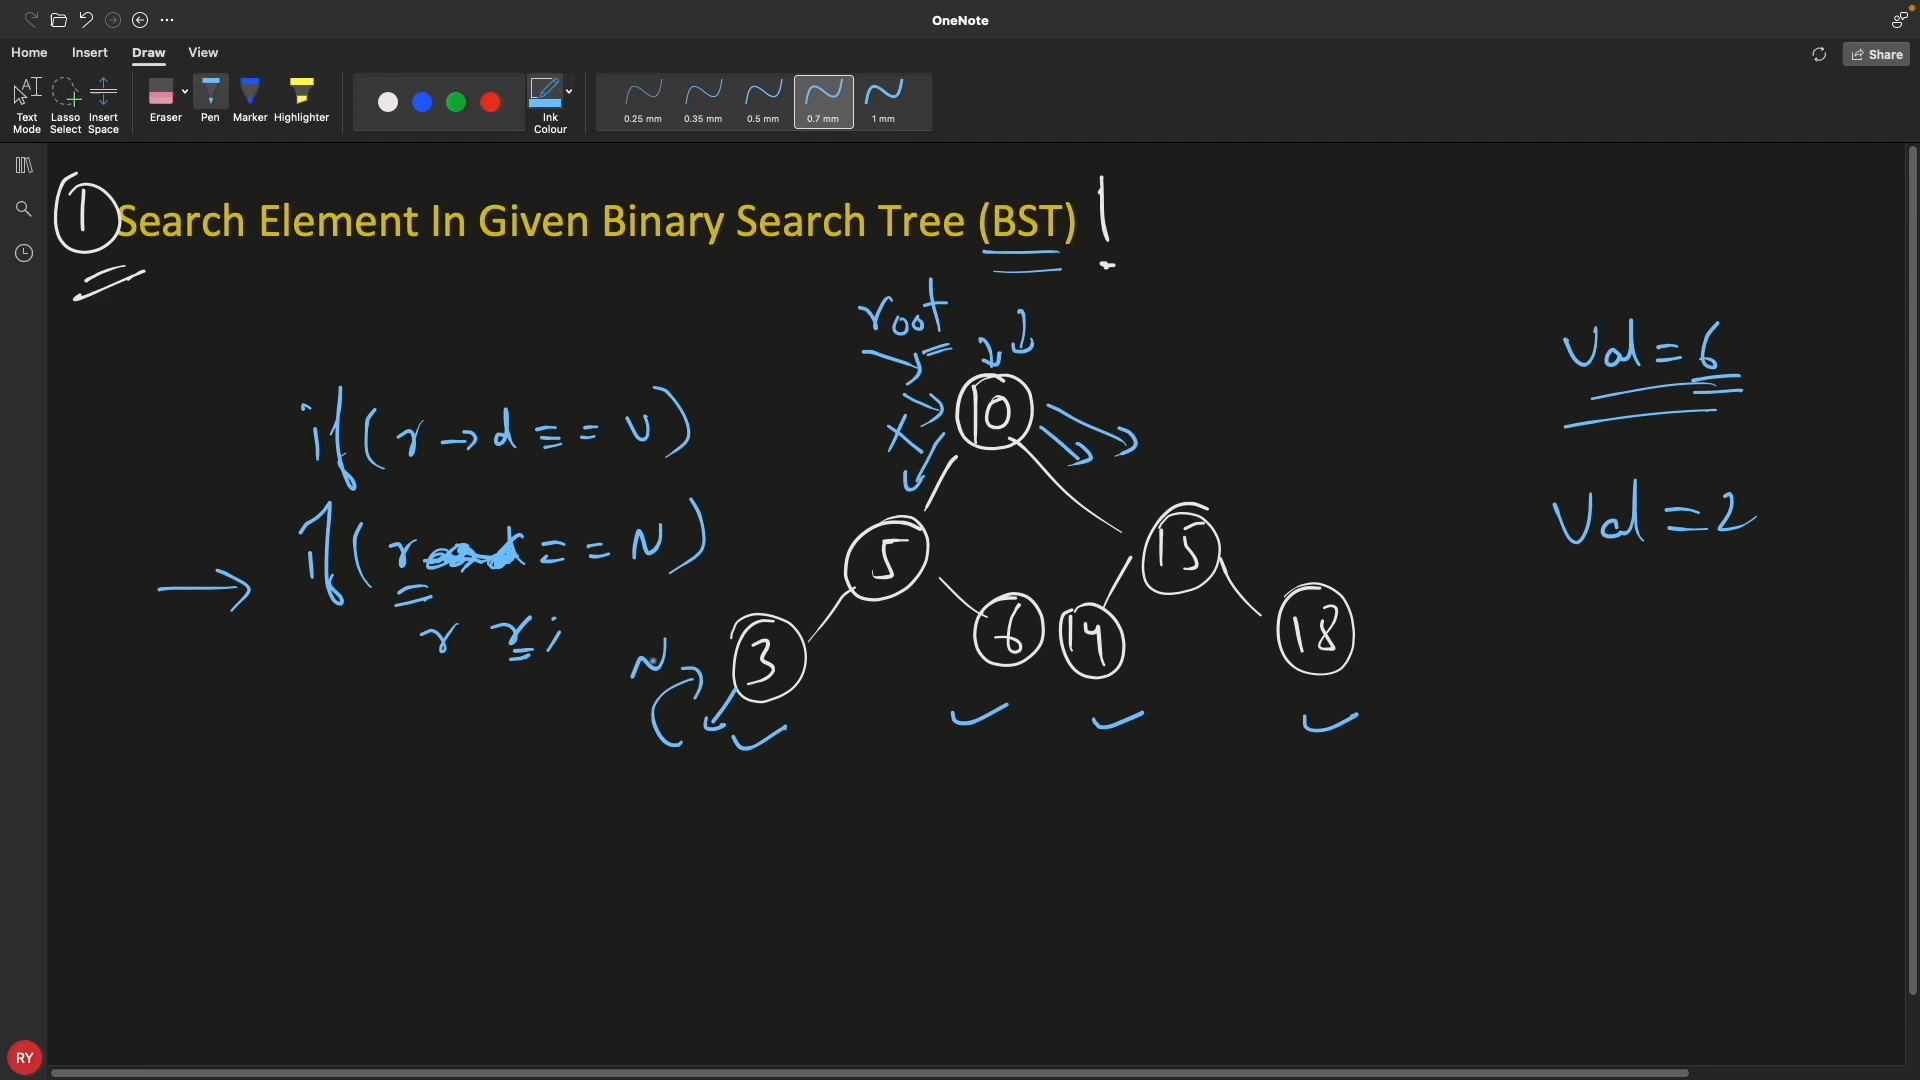 OneNote
Home Insert Draw View
Share
Text Mode
Lasso Select
Insert Space
Eraser
Pen
Marker
Highlighter
Ink Colour
0.25 mm
0.35 mm
0.5 mm
0.7 mm
1 mm
1 Search Element In Given Binary Search Tree (BST) !
root
Val = 6
10
if (r → d == v)
Val = 2
if (r == N)
5
15
r r;
N
3
6
14
18
RY